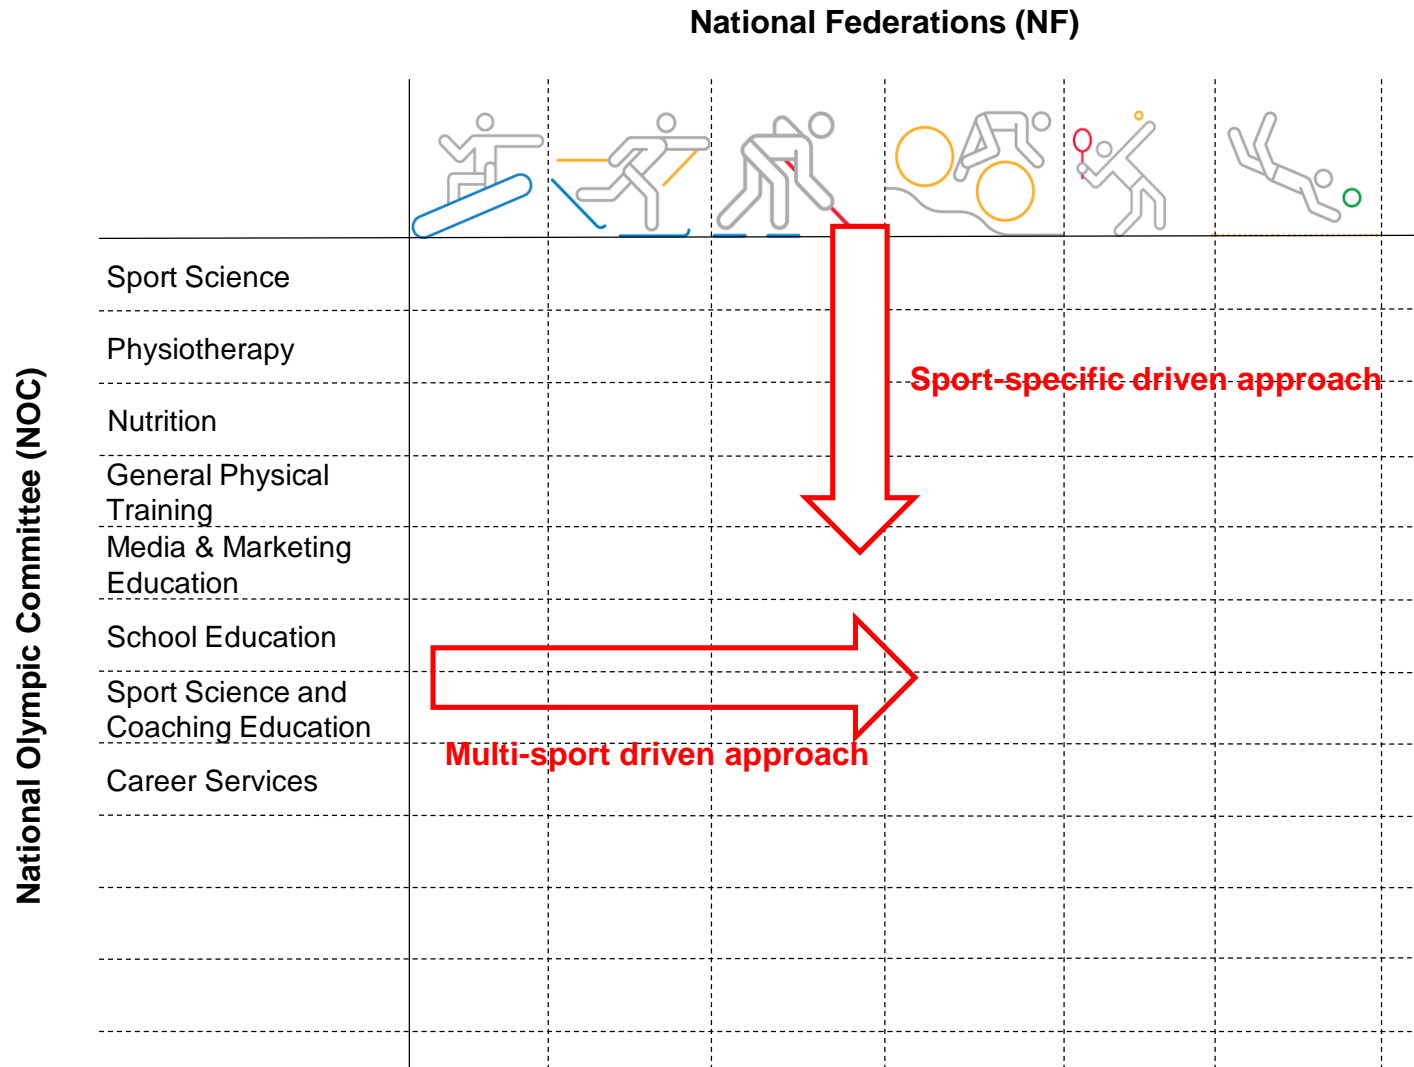 National Federations (NF)
National Olympic Committee (NOC)
Sport Science
Physiotherapy
Sport-specific driven approach
Nutrition
General Physical
Training
Media & Marketing
Education
School Education
Sport Science and
Coaching Education
Multi-sport driven approach
Career Services